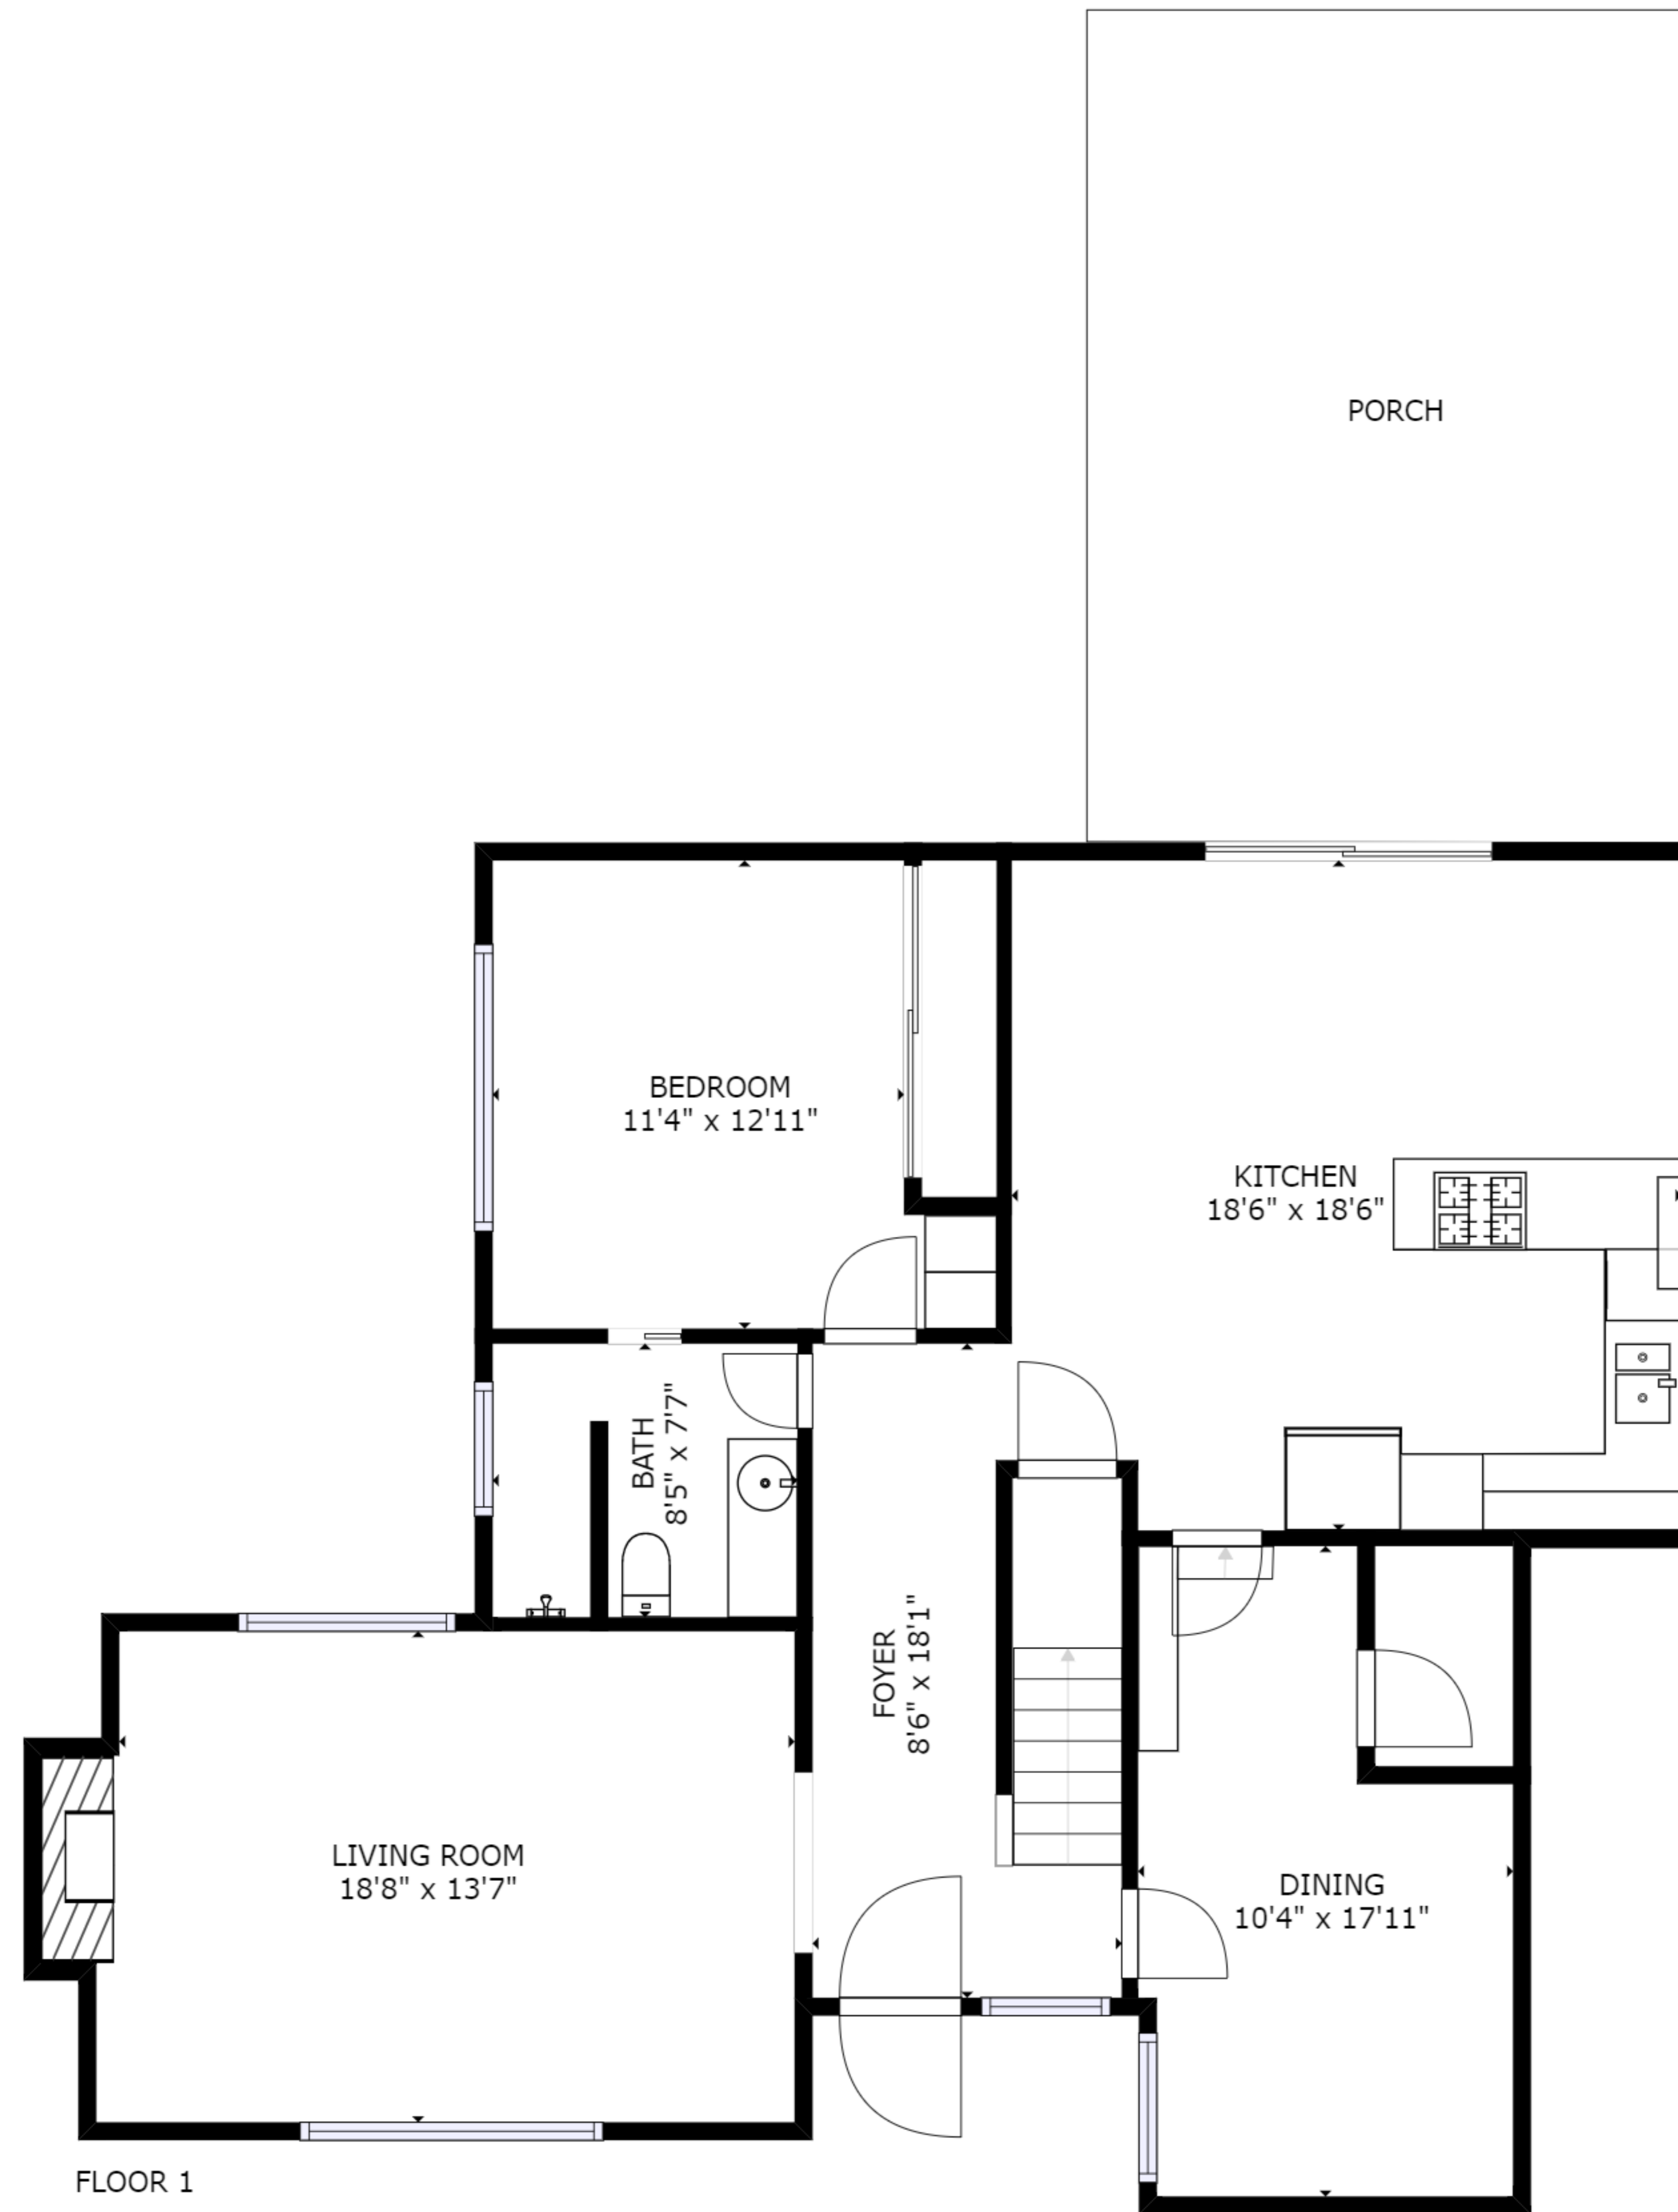 PORCH
BEDROOM
11'4" x 12'11"
KITCHEN
18'6" x 18'6"
BATH
8'5" x 7'7"
FOYER
8'6" x 18'1"
LIVING ROOM
18'8" x 13'7"
DINING
10'4" x 17'11"
FLOOR 1